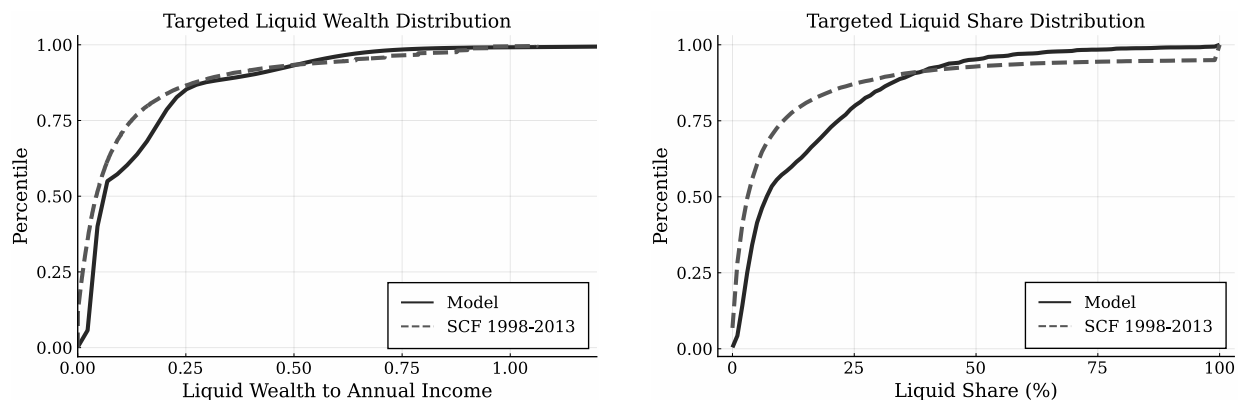 Targeted Liquid Wealth Distribution
Percentile
1.00
0.75
0.50
0.25
0.00
0.00 0.25 0.50 0.75 1.00
Liquid Wealth to Annual Income
Model
SCF 1998-2013
Targeted Liquid Share Distribution
Percentile
1.00
0.75
0.50
0.25
0.00
0 25 50 75 100
Liquid Share (%)
Model
SCF 1998-2013